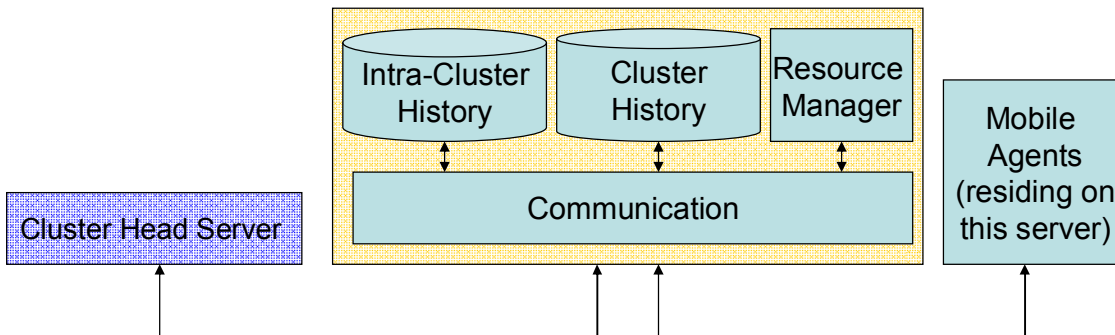 Intra-Cluster
History
Cluster
History
Resource
Manager
Mobile
Agents
(residing on
this server)
Communication
Cluster Head Server